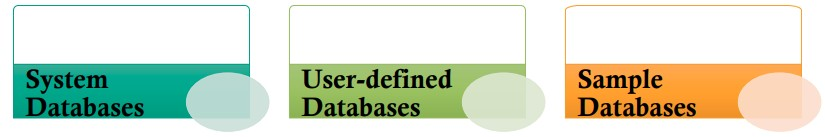 System
Databases
User-defined
Databases
Sample
Databases